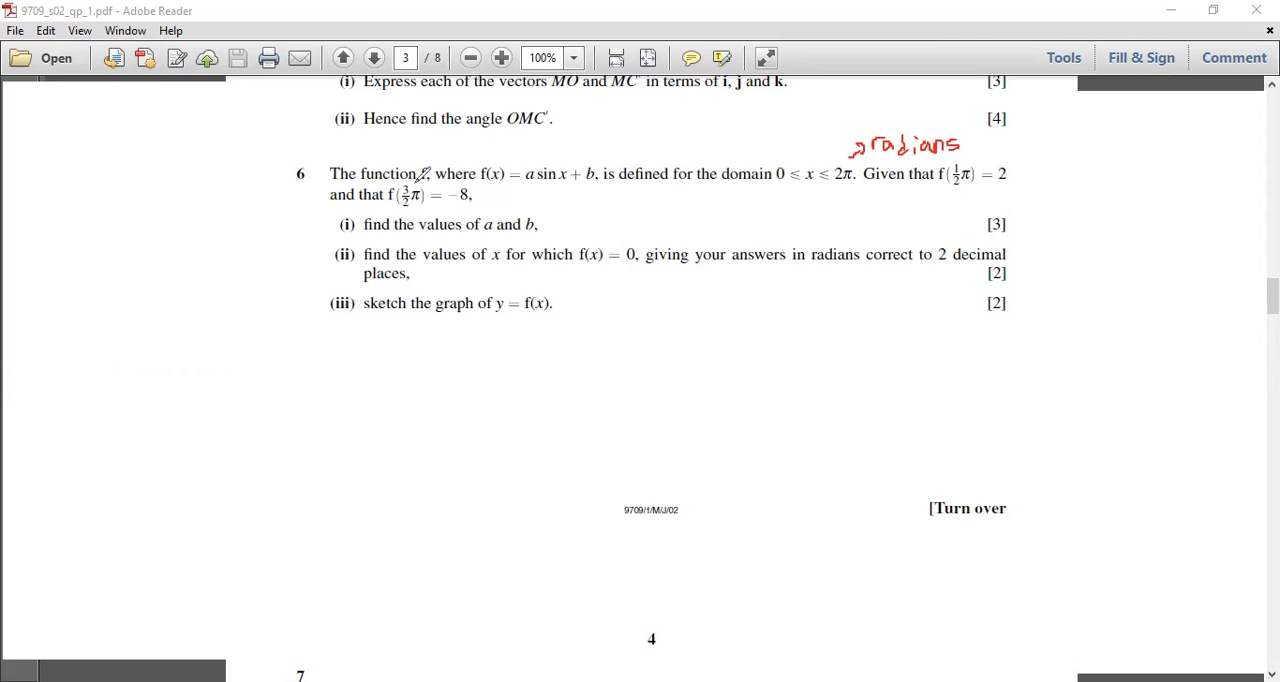 9709_s02_qp_1.pdf - Adobe Reader
File Edit View Window Help
Open 3 / 8 100% Tools Fill & Sign Comment
(i) Express each of the vectors MO and MC′ in terms of i, j and k. [3]
(ii) Hence find the angle OMC′. [4]
radians
6 The function f, where f(x) = a sin x + b, is defined for the domain 0 ⩽ x ⩽ 2π. Given that f(½π) = 2
and that f(3/2π) = −8,
(i) find the values of a and b, [3]
(ii) find the values of x for which f(x) = 0, giving your answers in radians correct to 2 decimal
places, [2]
(iii) sketch the graph of y = f(x). [2]
9709/1/M/J/02 [Turn over
4
7